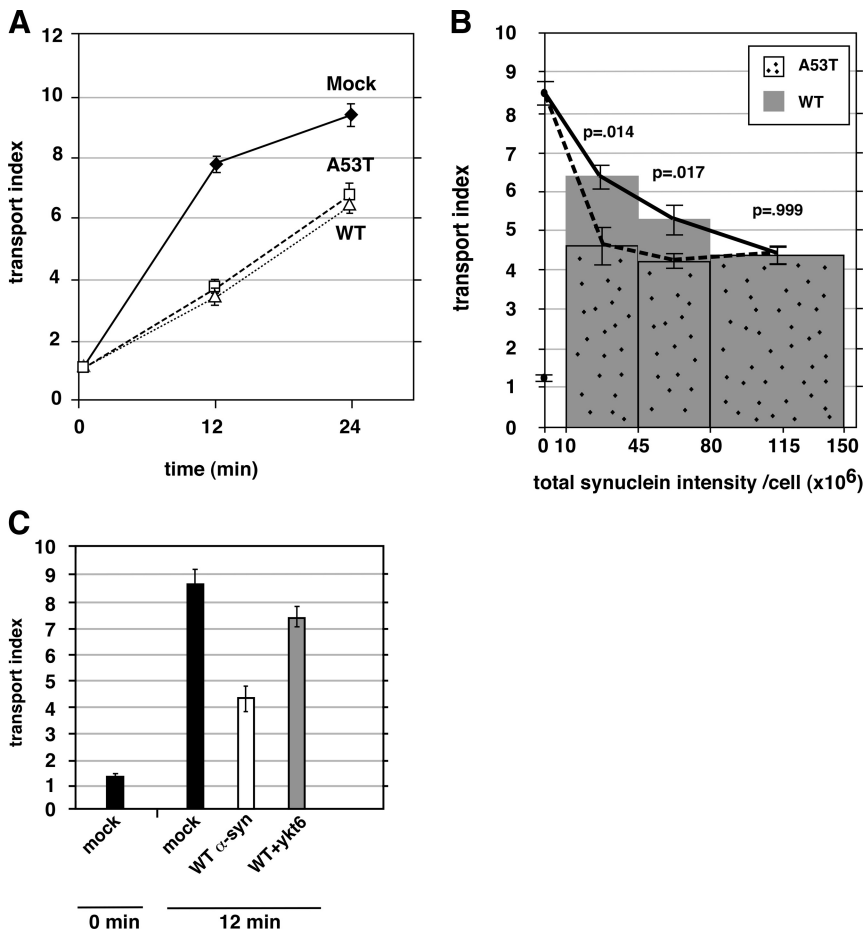 A
12
10
8
6
4
2
0
transport index
Mock
A53T
WT
0 12 24
time (min)
B
10
9
8
7
6
5
4
3
2
1
0
transport index
A53T
WT
p=.014
p=.017
p=.999
0 10 45 80 115 150
total synuclein intensity /cell (x10⁶)
C
10
9
8
7
6
5
4
3
2
1
0
transport index
mock
mock
WT α-syn
WT+ykt6
0 min
12 min